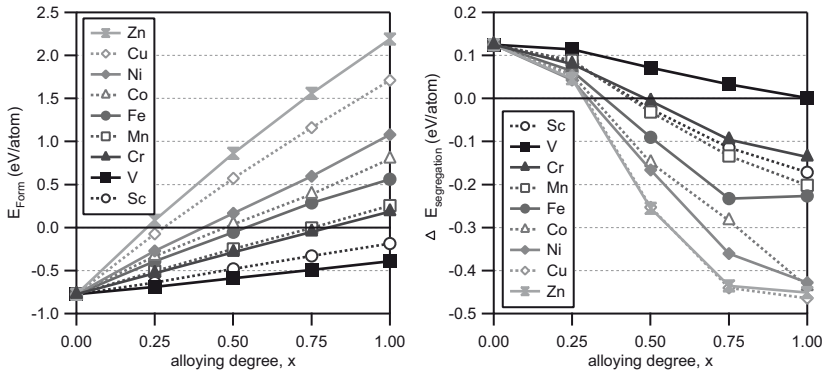 2.5
2.0
1.5
1.0
0.5
0.0
-0.5
-1.0
E_Form (eV/atom)
Zn
Cu
Ni
Co
Fe
Mn
Cr
V
Sc
0.00 0.25 0.50 0.75 1.00
alloying degree, x
0.2
0.1
0.0
-0.1
-0.2
-0.3
-0.4
-0.5
Δ E_segregation (eV/atom)
Sc
V
Cr
Mn
Fe
Co
Ni
Cu
Zn
0.00 0.25 0.50 0.75 1.00
alloying degree, x